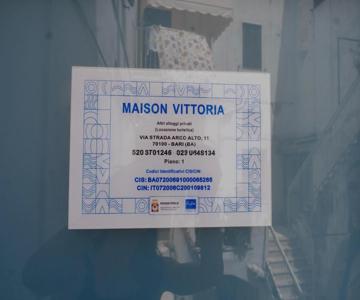 MAISON VITTORIA
Altri alloggi privati
(Locazione turistica)
VIA STRADA ARCO ALTO, 11
70100 - BARI (BA)
Piano: 1
Codici Identificativi CIS/CIN:
CIS: BA07200691000065265
CIN: IT072006C200109812